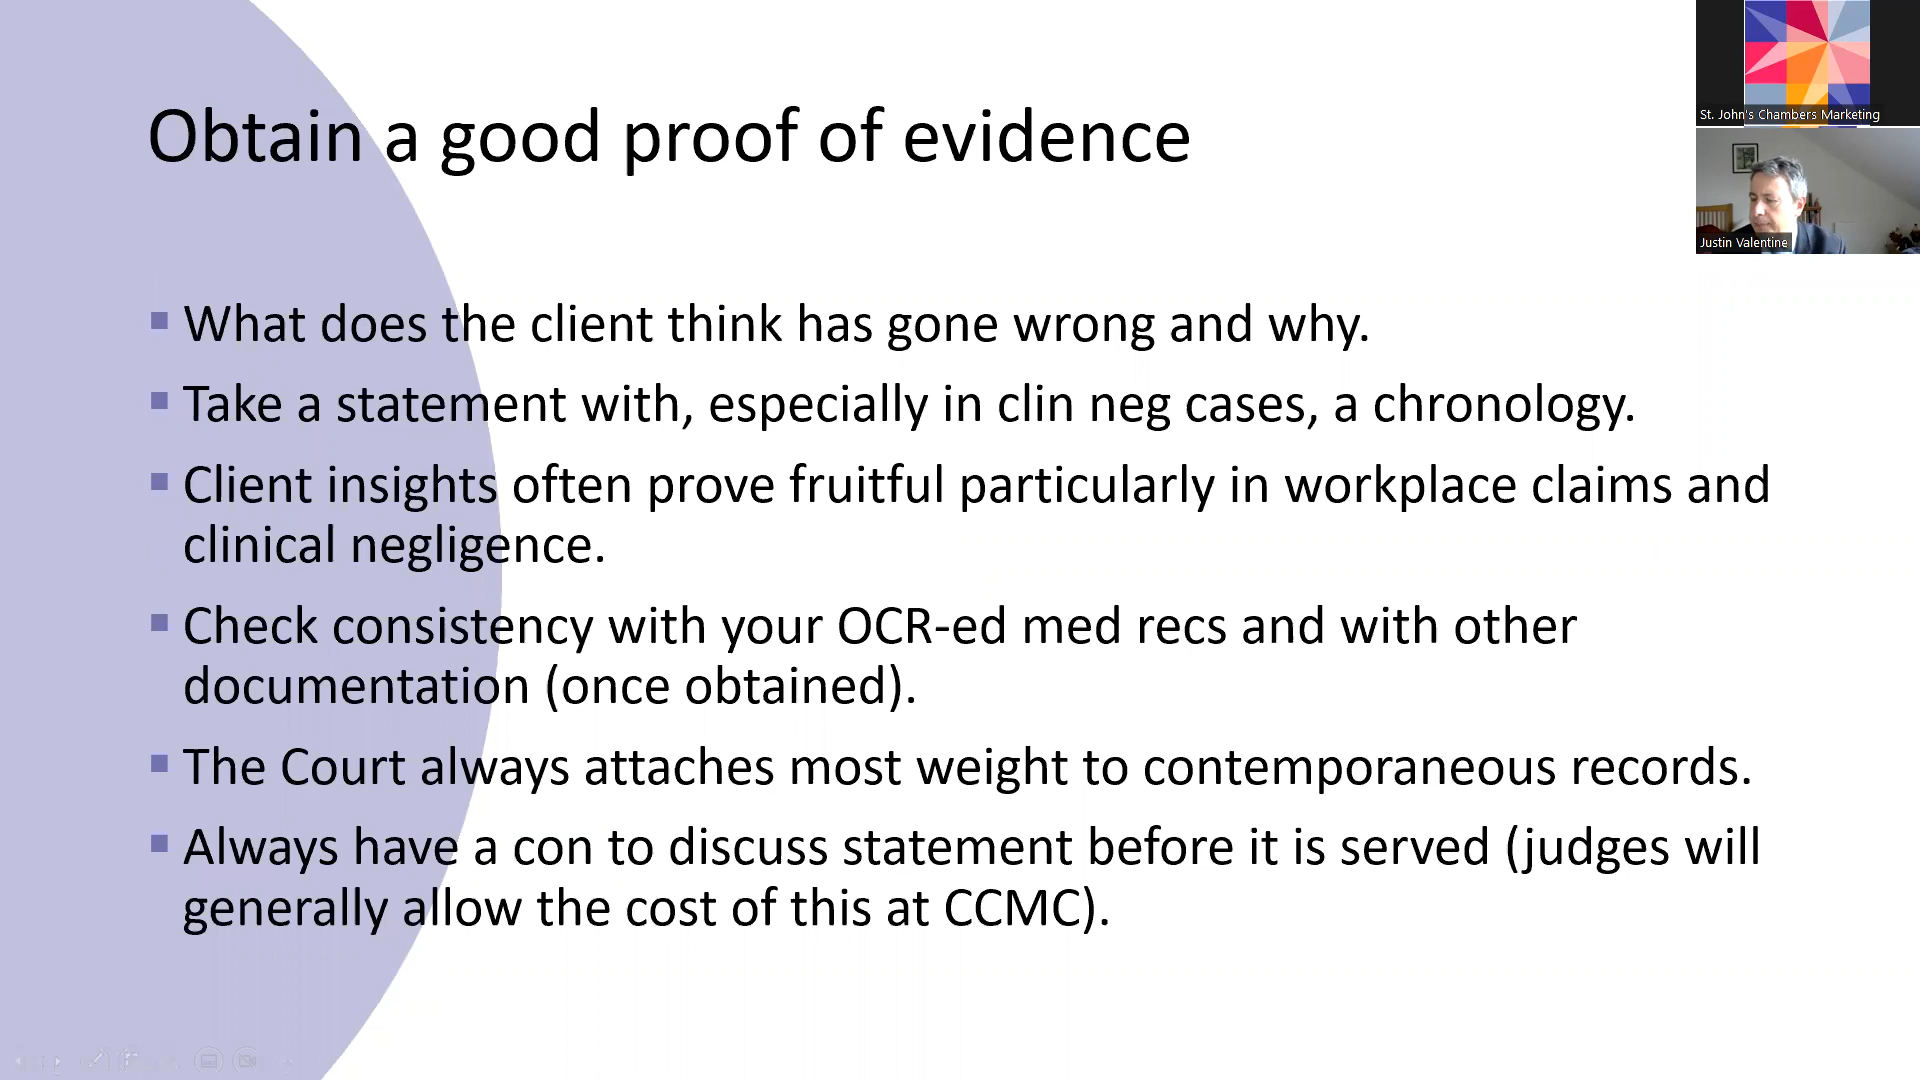 Obtain a good proof of evidence
St. John's Chambers Marketing
Justin Valentine
What does the client think has gone wrong and why.
Take a statement with, especially in clin neg cases, a chronology.
Client insights often prove fruitful particularly in workplace claims and
clinical negligence.
Check consistency with your OCR-ed med recs and with other
documentation (once obtained).
The Court always attaches most weight to contemporaneous records.
Always have a con to discuss statement before it is served (judges will
generally allow the cost of this at CCMC).